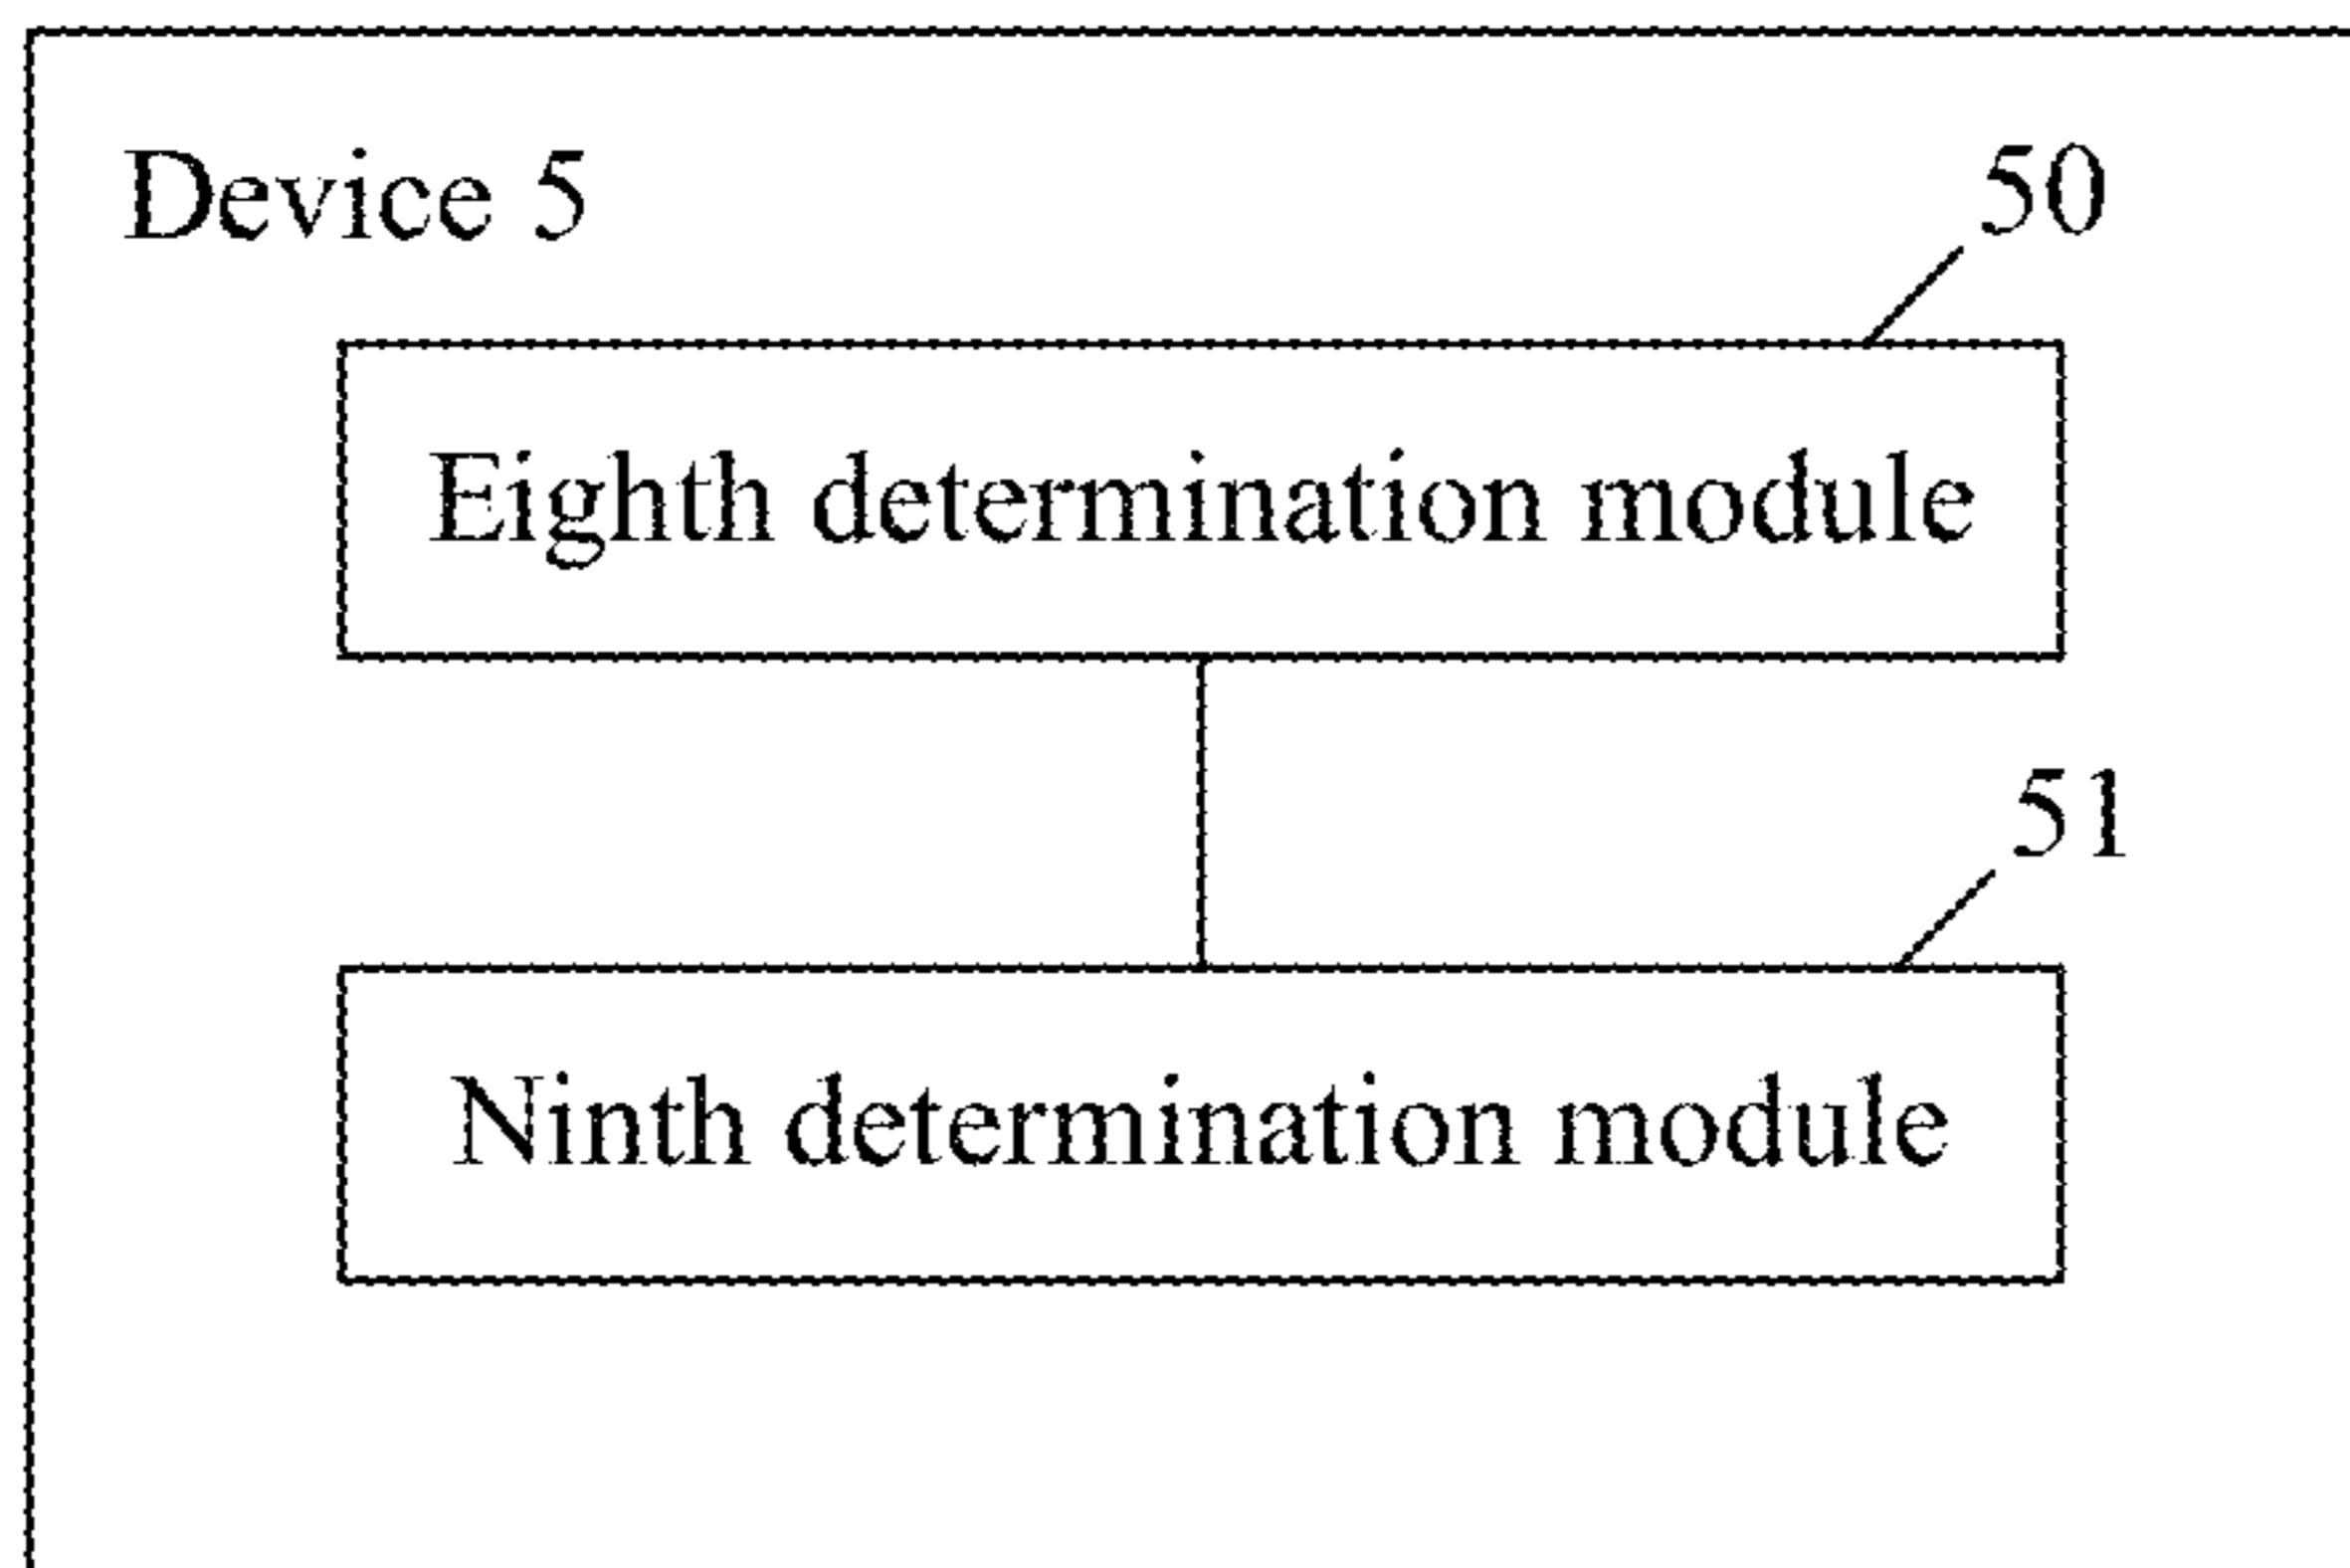 Device 5
50
Eighth determination module
51
Ninth determination module